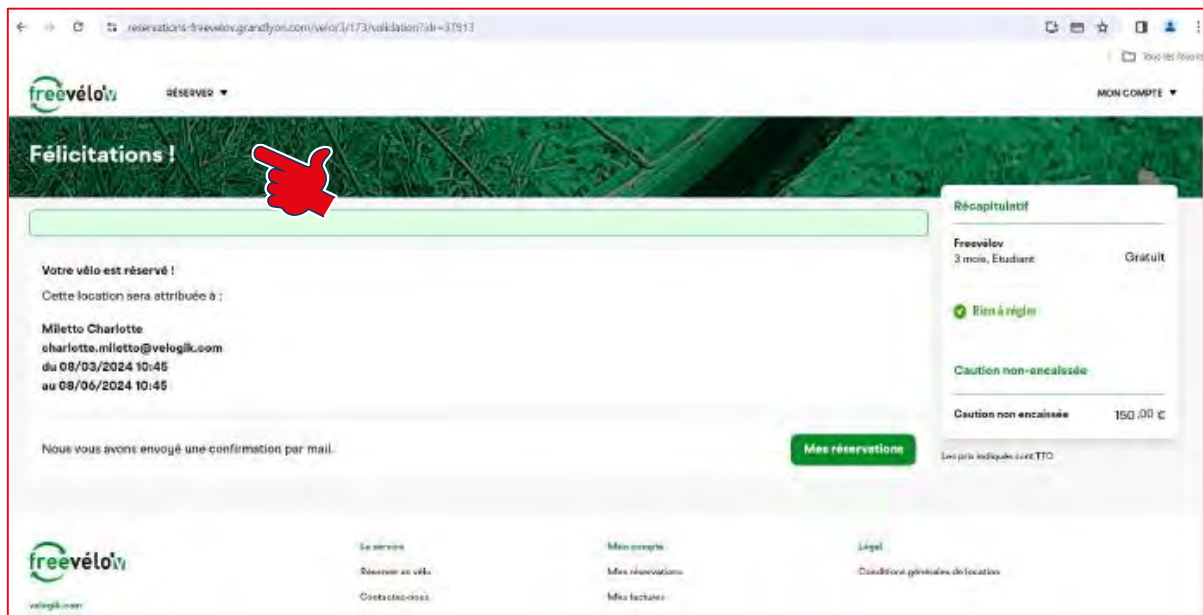 reservations-freevelov.grandlyon.com/velo/3/173/validation?idr=37913
Tous les favoris
freevélo'v
RÉSERVER
MON COMPTE
Félicitations !
Votre vélo est réservé !
Cette location sera attribuée à :
Miletto Charlotte
charlotte.miletto@velogik.com
du 08/03/2024 10:45
au 08/06/2024 10:45
Nous vous avons envoyé une confirmation par mail.
Mes réservations
Récapitulatif
Freevélov
3 mois, Etudiant Gratuit
Rien à régler
Caution non-encaissée
Caution non encaissée 150,00 €
Les prix indiqués sont TTC
freevélo'v
velogik.com
Le service
Réserver un vélo
Contactez-nous
Mon compte
Mes réservations
Mes factures
Légal
Conditions générales de location